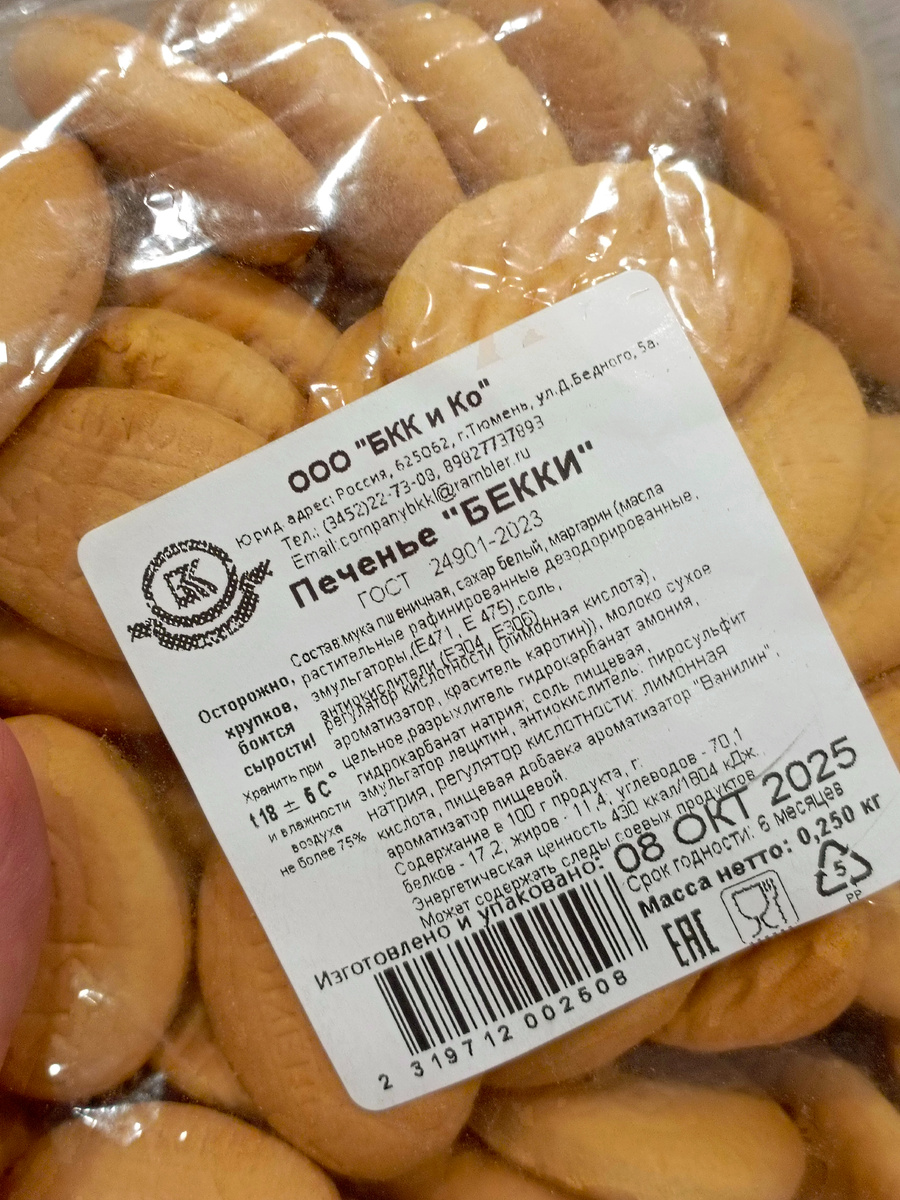 ООО "БКК и Ко"
Юрид. адрес: Россия, 625062, г.Тюмень, ул.Д.Бедного, 5а.
Тел.: (3452)22-73-03, 89827737893
Email:companybkkl@rambler.ru
Печенье "БЕККИ"
ГОСТ 24901-2023
Состав:мука пшеничная, сахар белый, маргарин (масла
растительные рафинированные дезодорированные,
эмульгаторы,(Е471, Е 475),соль,
антиокислители (Е304, Е306),
регулятор кислотности (лимонная кислота),
ароматизатор, краситель каротин)), молоко сухое
цельное ,разрыхлитель гидрокарбанат амония,
гидрокарбанат натрия, соль пищевая,
эмульгатор лецитин, антиокислитель: пиросульфит
натрия, регулятор кислотности: лимонная
кислота, пищевая добавка ароматизатор "Ванилин",
ароматизатор пищевой.
Содержание в 100 г продукта, г.
белков - 17,2, жиров - 11,4, углеводов - 70,1
Энергетическая ценность 430 ккал/1804 кДж.
Может содержать следы соевых продуктов
Осторожно,
хрупков,
боится
сырости!
Хранить при
t 18 ± 5 С°
и влажности
воздуха
не более 75%
Изготовлено и упаковано: 08 ОКТ 2025
Срок годности: 6 месяцев
Масса нетто: 0,250 кг
БКК
EAC
5
PP
2 319712 002508